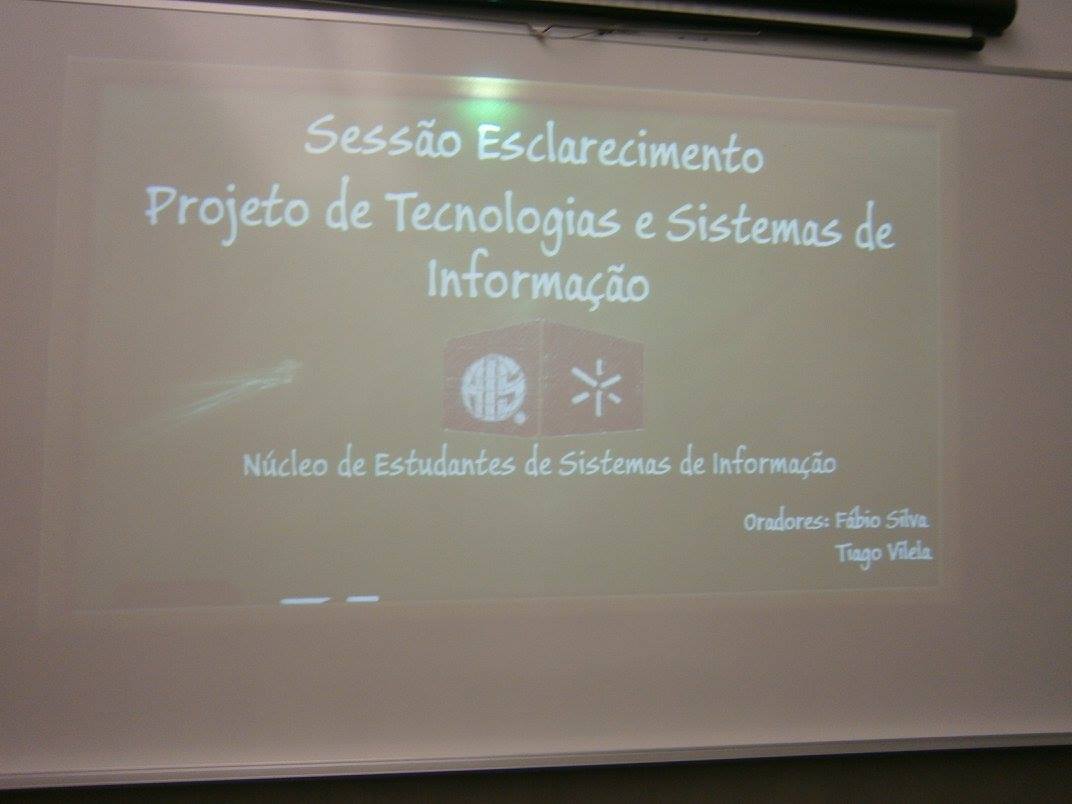 Sessão Esclarecimento
Projeto de Tecnologias e Sistemas de
Informação
AIS
Núcleo de Estudantes de Sistemas de Informação
Oradores: Fábio Silva
Tiago Vilela